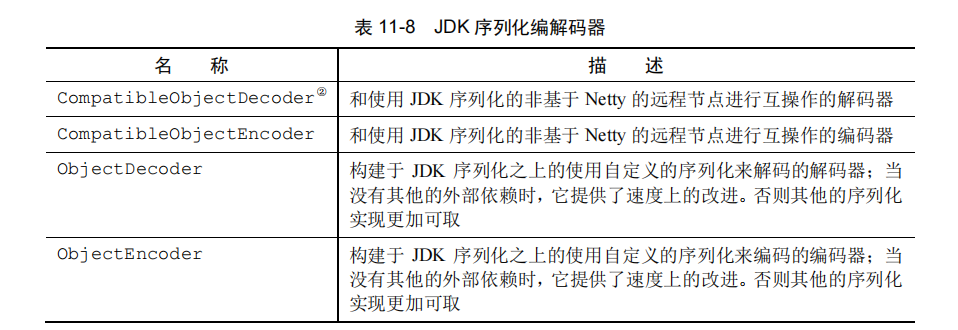 表 11-8 JDK 序列化编解码器
名 称 描 述
CompatibleObjectDecoder② 和使用 JDK 序列化的非基于 Netty 的远程节点进行互操作的解码器
CompatibleObjectEncoder 和使用 JDK 序列化的非基于 Netty 的远程节点进行互操作的编码器
ObjectDecoder 构建于 JDK 序列化之上的使用自定义的序列化来解码的解码器；当
没有其他的外部依赖时，它提供了速度上的改进。否则其他的序列化
实现更加可取
ObjectEncoder 构建于 JDK 序列化之上的使用自定义的序列化来编码的编码器；当
没有其他的外部依赖时，它提供了速度上的改进。否则其他的序列化
实现更加可取